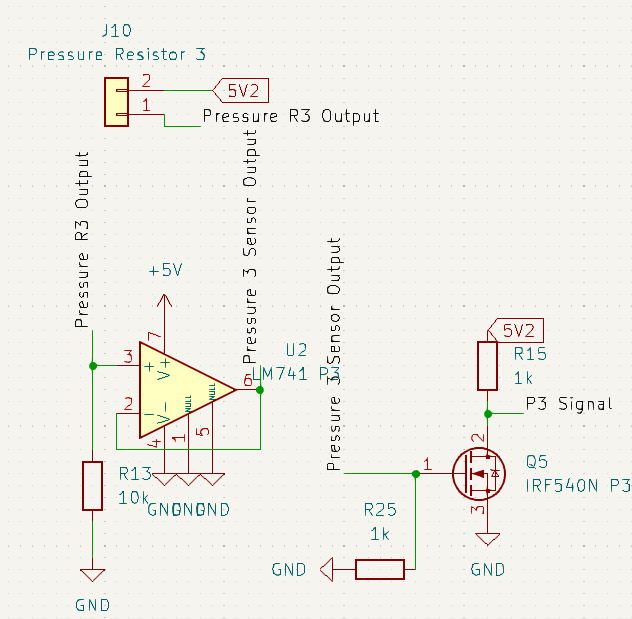 J10
Pressure Resistor 3
2
5V2
1
Pressure R3 Output
Pressure R3 Output
Pressure 3 Sensor Output
Pressure 3 Sensor Output
+5V
7
U2
LM741 P3
3
+
V+
NULL
NULL
6
2
-
V-
4
1
5
GND
GND
GND
R13
10k
GND
5V2
R15
1k
P3 Signal
2
Q5
IRF540N P3
1
3
R25
1k
GND
GND